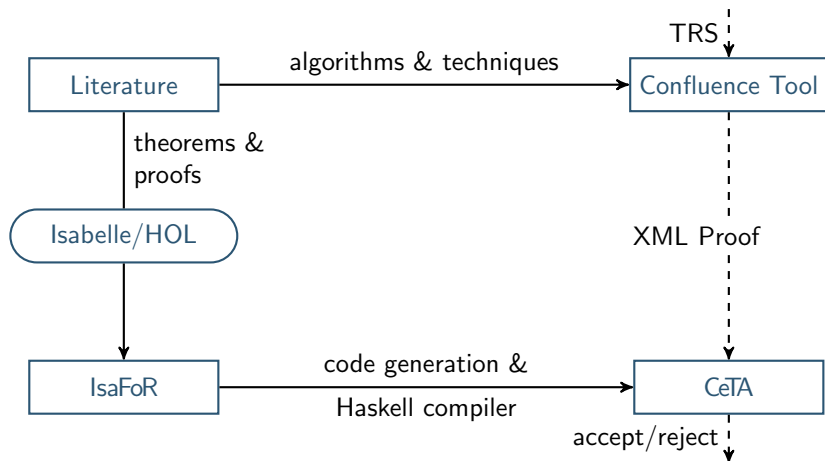 TRS
algorithms & techniques
Literature
Confluence Tool
theorems &
proofs
Isabelle/HOL
XML Proof
code generation &
IsaFoR
CeTA
Haskell compiler
accept/reject